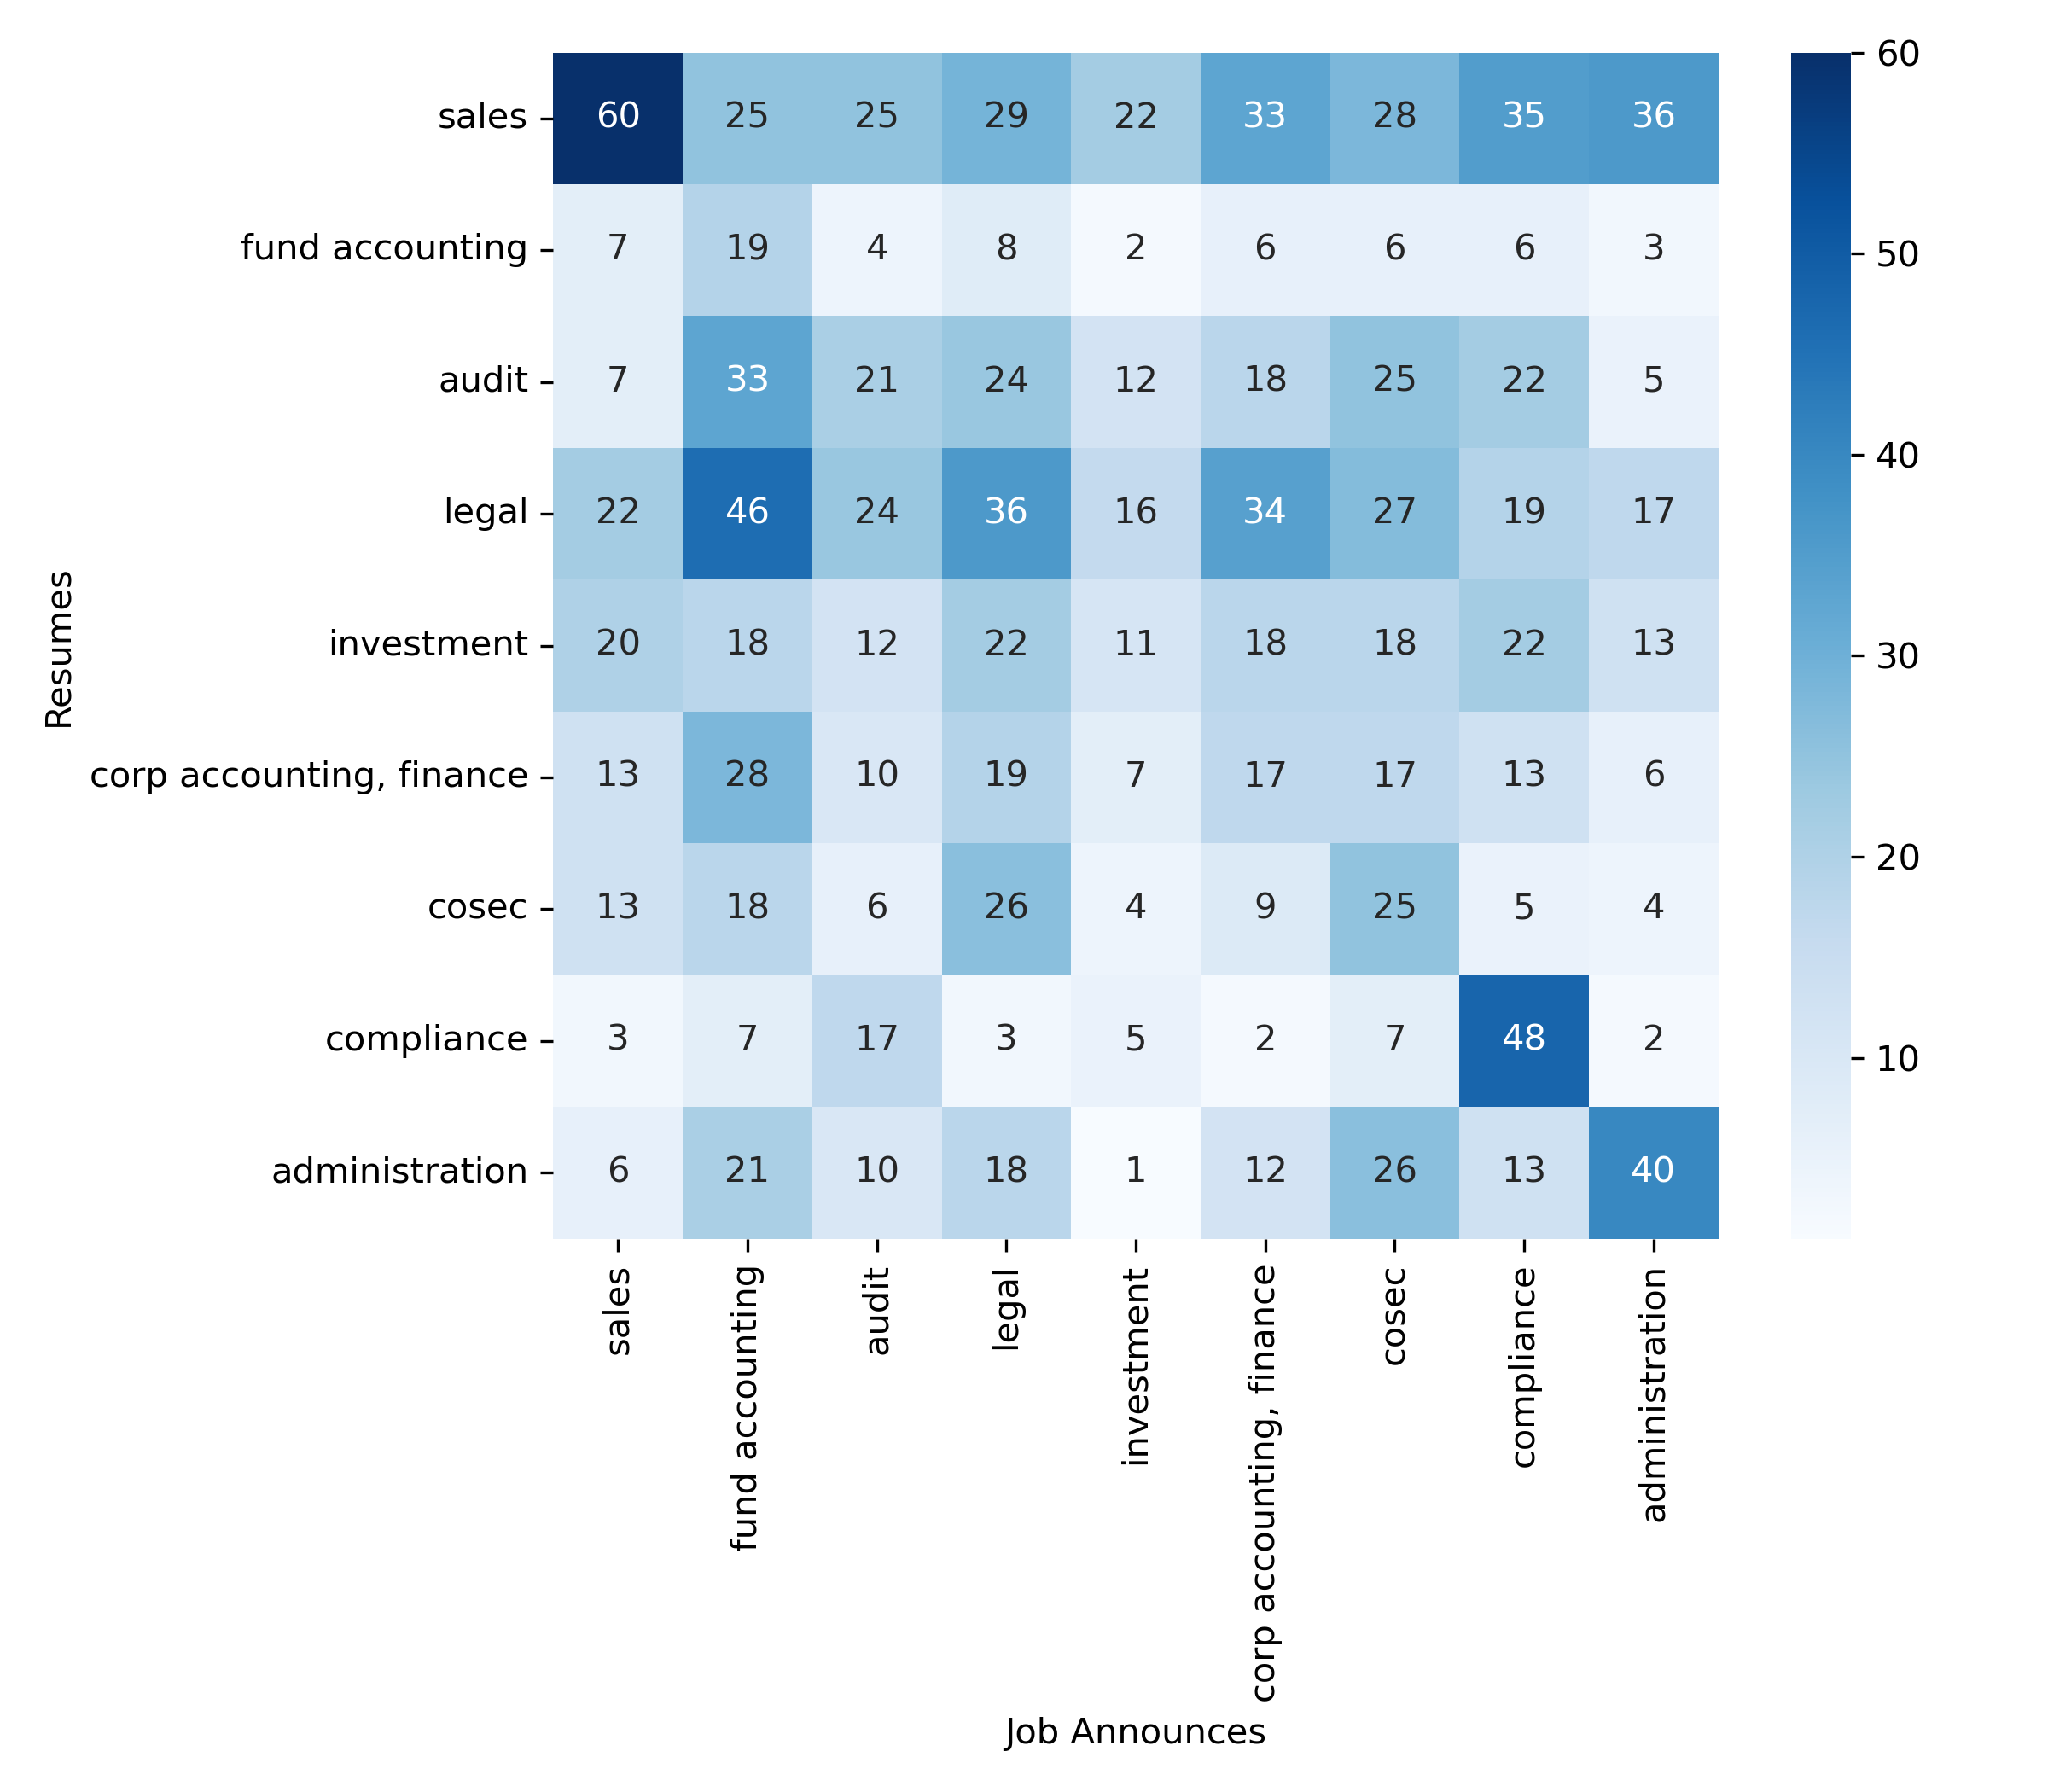 sales 60 25 25 29 22 33 28 35 36
fund accounting 7 19 4 8 2 6 6 6 3
audit 7 33 21 24 12 18 25 22 5
legal 22 46 24 36 16 34 27 19 17
investment 20 18 12 22 11 18 18 22 13
corp accounting, finance 13 28 10 19 7 17 17 13 6
cosec 13 18 6 26 4 9 25 5 4
compliance 3 7 17 3 5 2 7 48 2
administration 6 21 10 18 1 12 26 13 40
Resumes
sales
fund accounting
audit
legal
investment
corp accounting, finance
cosec
compliance
administration
Job Announces
60
50
40
30
20
10